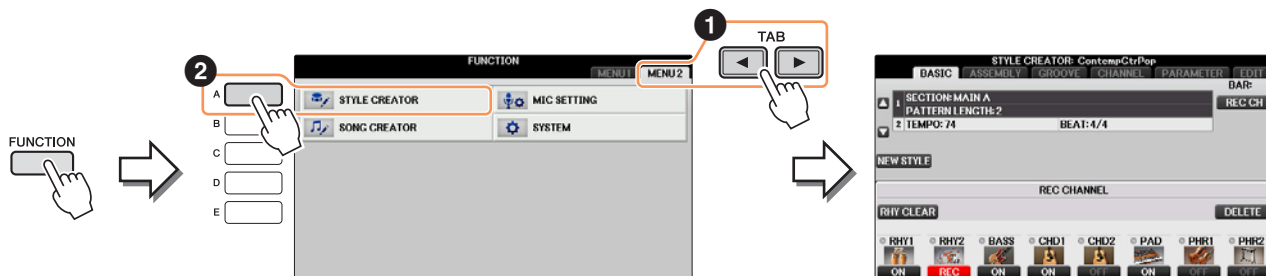 FUNCTION
2
A
B
C
D
E
FUNCTION
MENU1 MENU2
STYLE CREATOR
MIC SETTING
SONG CREATOR
SYSTEM
1
TAB
STYLE CREATOR: ContempGtrPop
BASIC ASSEMBLY GROOVE CHANNEL PARAMETER EDIT
BAR:
1 SECTION: MAIN A
PATTERN LENGTH: 2
REC CH
2 TEMPO: 74 BEAT: 4/4
NEW STYLE
REC CHANNEL
RHY CLEAR
DELETE
RHY1 RHY2 BASS CHD1 CHD2 PAD PHR1 PHR2
ON REC ON ON OFF ON OFF OFF